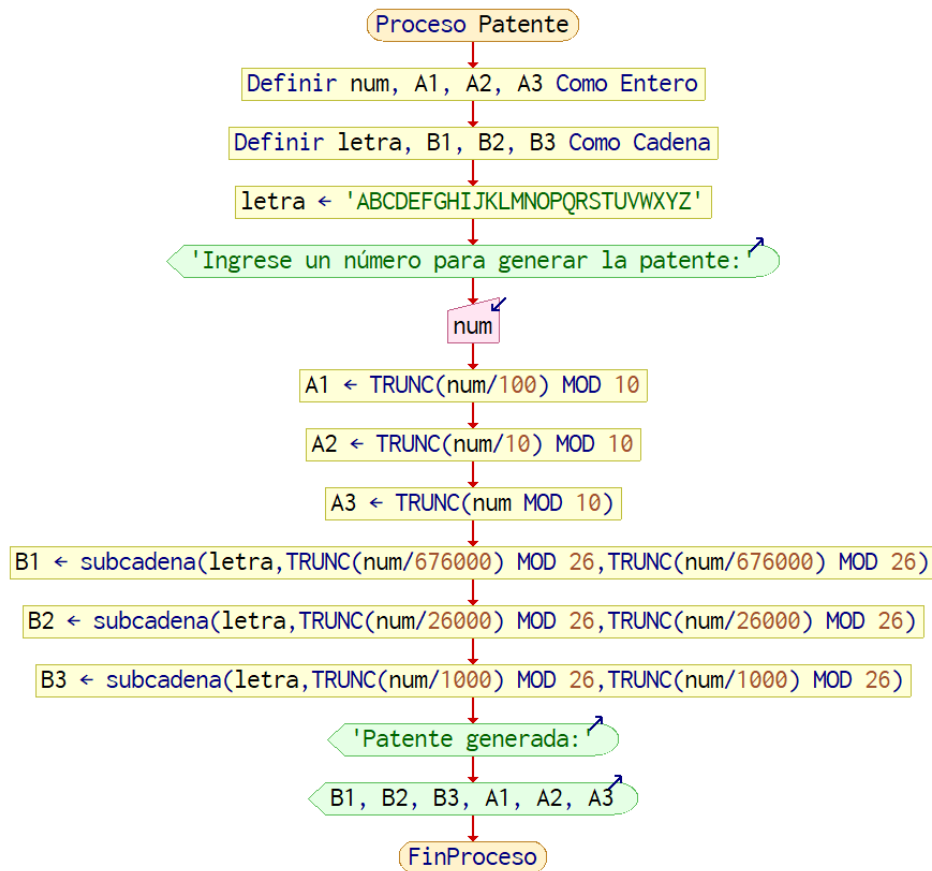 Proceso Patente
Definir num, A1, A2, A3 Como Entero
Definir letra, B1, B2, B3 Como Cadena
letra ← 'ABCDEFGHIJKLMNOPQRSTUVWXYZ'
'Ingrese un número para generar la patente:'
num
A1 ← TRUNC(num/100) MOD 10
A2 ← TRUNC(num/10) MOD 10
A3 ← TRUNC(num MOD 10)
B1 ← subcadena(letra,TRUNC(num/676000) MOD 26,TRUNC(num/676000) MOD 26)
B2 ← subcadena(letra,TRUNC(num/26000) MOD 26,TRUNC(num/26000) MOD 26)
B3 ← subcadena(letra,TRUNC(num/1000) MOD 26,TRUNC(num/1000) MOD 26)
'Patente generada:'
B1, B2, B3, A1, A2, A3
FinProceso